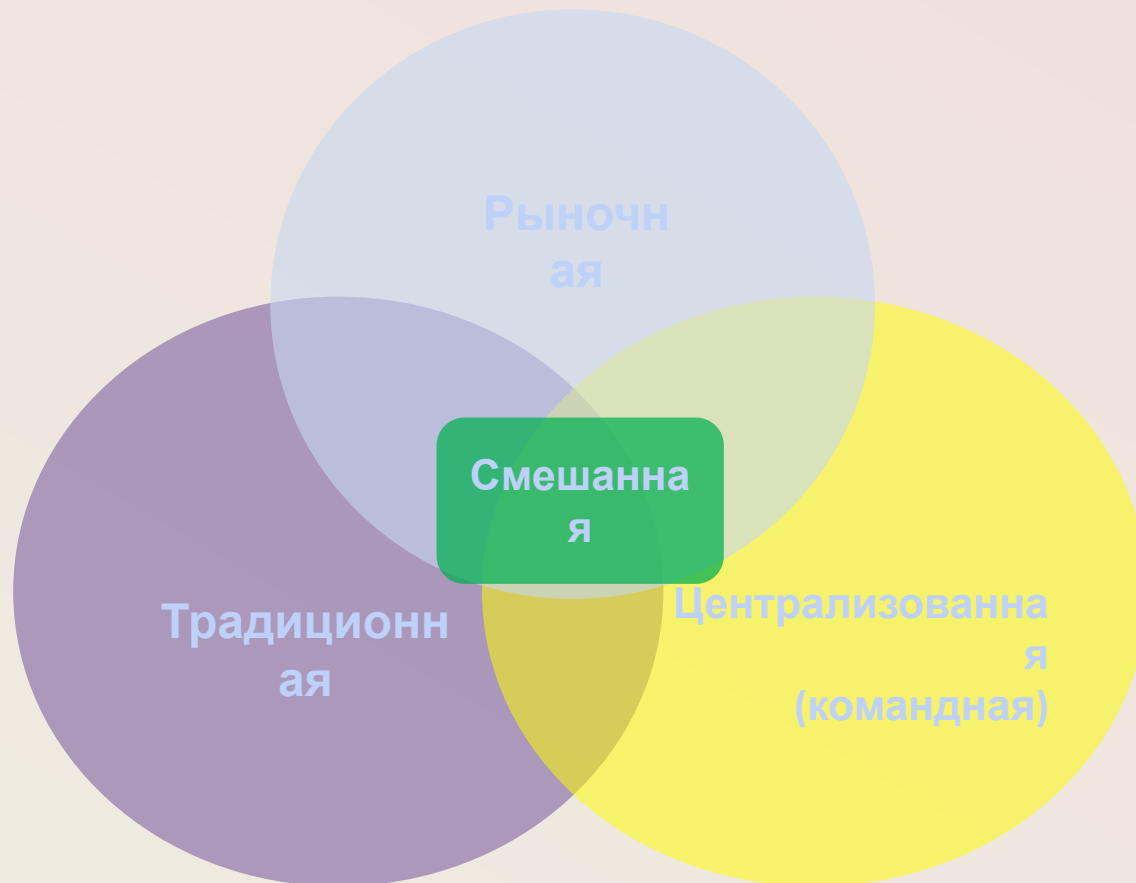 Рыночн
ая
Смешанна
я
Традиционн
ая
Централизованна
я
(командная)